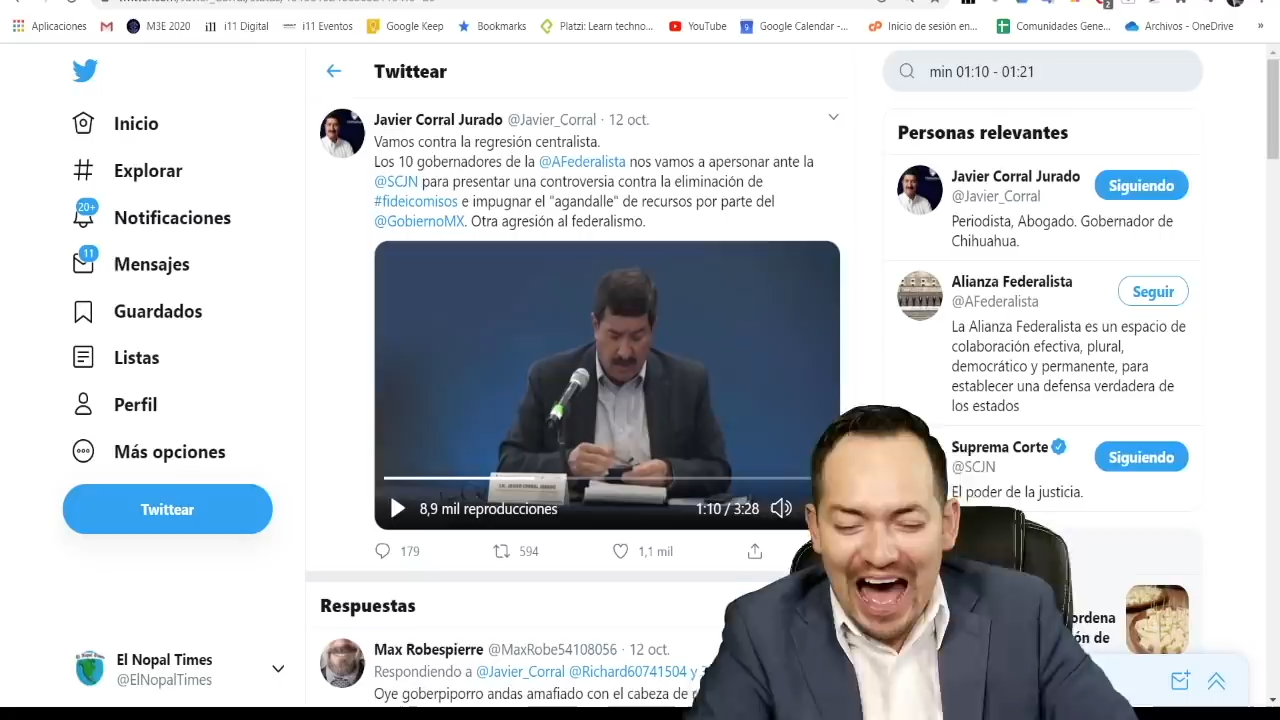 Aplicaciones
M3E 2020
i11 Digital
i11 Eventos
Google Keep
Bookmarks
Platzi: Learn techno...
YouTube
Google Calendar -...
Inicio de sesión en...
Comunidades Gene...
Archivos - OneDrive
»
Inicio
Explorar
20+
Notificaciones
11
Mensajes
Guardados
Listas
Perfil
Más opciones
Twittear
El Nopal Times
@ElNopalTimes
Twittear
Javier Corral Jurado @Javier_Corral · 12 oct.
Vamos contra la regresión centralista.
Los 10 gobernadores de la @AFederalista nos vamos a apersonar ante la
@SCJN para presentar una controversia contra la eliminación de
#fideicomisos e impugnar el "agandalle" de recursos por parte del
@GobiernoMX. Otra agresión al federalismo.
LIC. JAVIER CORRAL JURADO
8,9 mil reproducciones
1:10 / 3:28
179
594
1,1 mil
Respuestas
Max Robespierre @MaxRobe54108056 · 12 oct.
Respondiendo a @Javier_Corral @Richard60741504 y
Oye goberpiporro andas amafiado con el cabeza de
min 01:10 - 01:21
Personas relevantes
Javier Corral Jurado
@Javier_Corral
Siguiendo
Periodista, Abogado. Gobernador de
Chihuahua.
Alianza Federalista
@AFederalista
Seguir
La Alianza Federalista es un espacio de
colaboración efectiva, plural,
democrático y permanente, para
establecer una defensa verdadera de
los estados
Suprema Corte
@SCJN
Siguiendo
El poder de la justicia.
ordena
ón de